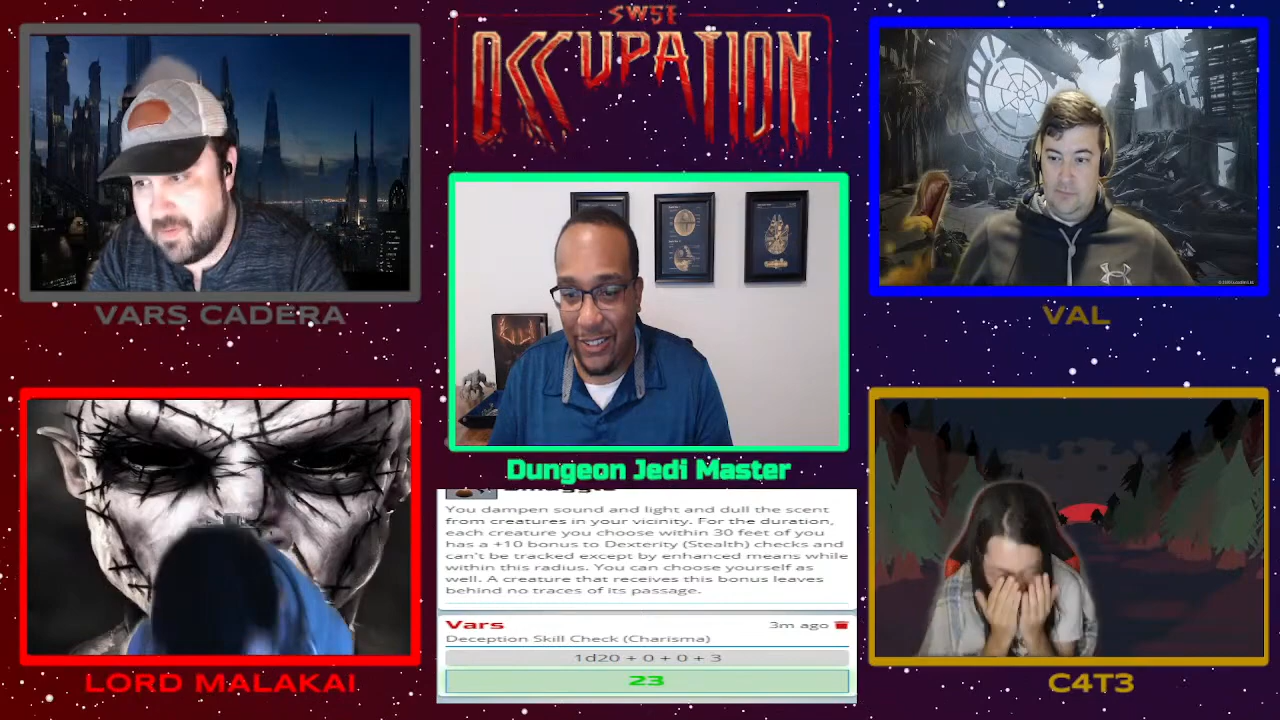 SW5E
OCCUPATION
VARS CADERA
VAL
Dungeon Jedi Master
You dampen sound and light and dull the scent
from creatures in your vicinity. For the duration,
each creature you choose within 30 feet of you
has a +10 bonus to Dexterity (Stealth) checks and
can't be tracked except by enhanced means while
within this radius. You can choose yourself as
well. A creature that receives this bonus leaves
behind no traces of its passage.
Vars 3m ago
Deception Skill Check (Charisma)
1d20 + 0 + 0 + 3
23
LORD MALAKAI
C4T3